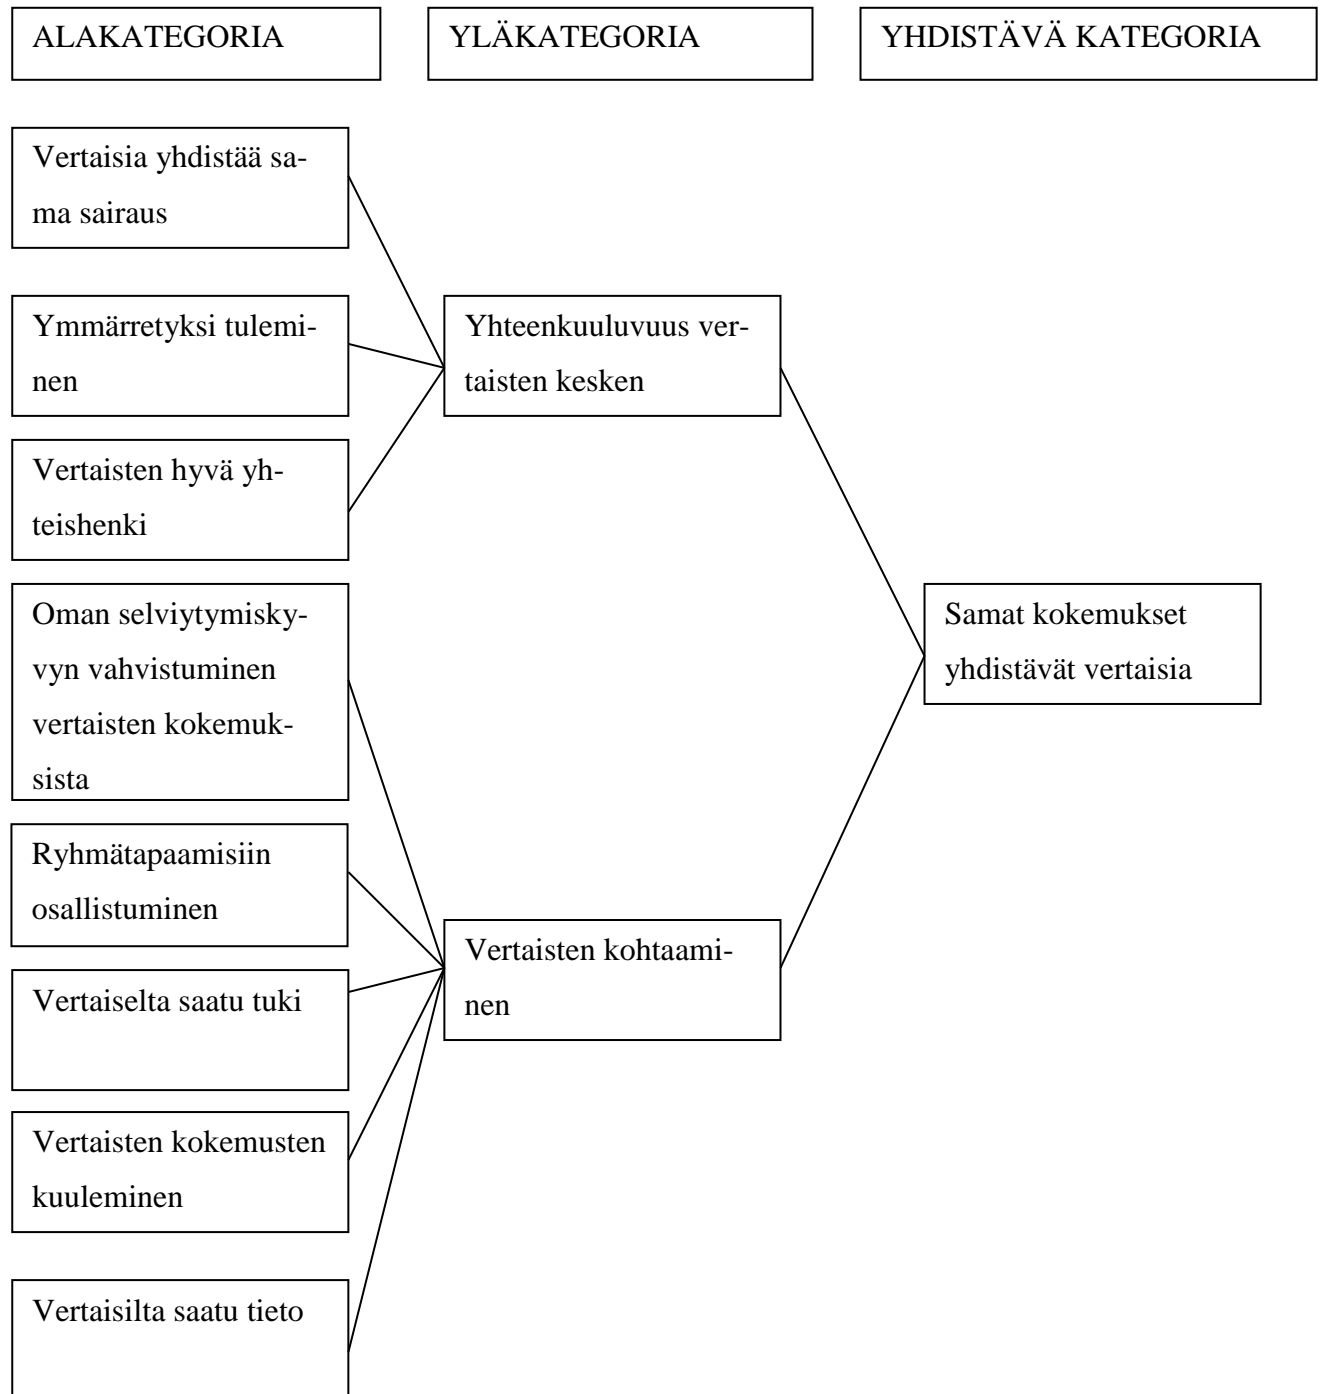 ALAKATEGORIA
YLÄKATEGORIA
YHDISTÄVÄ KATEGORIA
Vertaisia yhdistää sa-
ma sairaus
Ymmärretyksi tulemi-
nen
Vertaisten hyvä yh-
teishenki
Oman selviytymisky-
vyn vahvistuminen
vertaisten kokemuk-
sista
Ryhmätapaamisiin
osallistuminen
Vertaiselta saatu tuki
Vertaisten kokemusten
kuuleminen
Vertaisilta saatu tieto
Yhteenkuuluvuus ver-
taisten kesken
Vertaisten kohtaami-
nen
Samat kokemukset
yhdistävät vertaisia